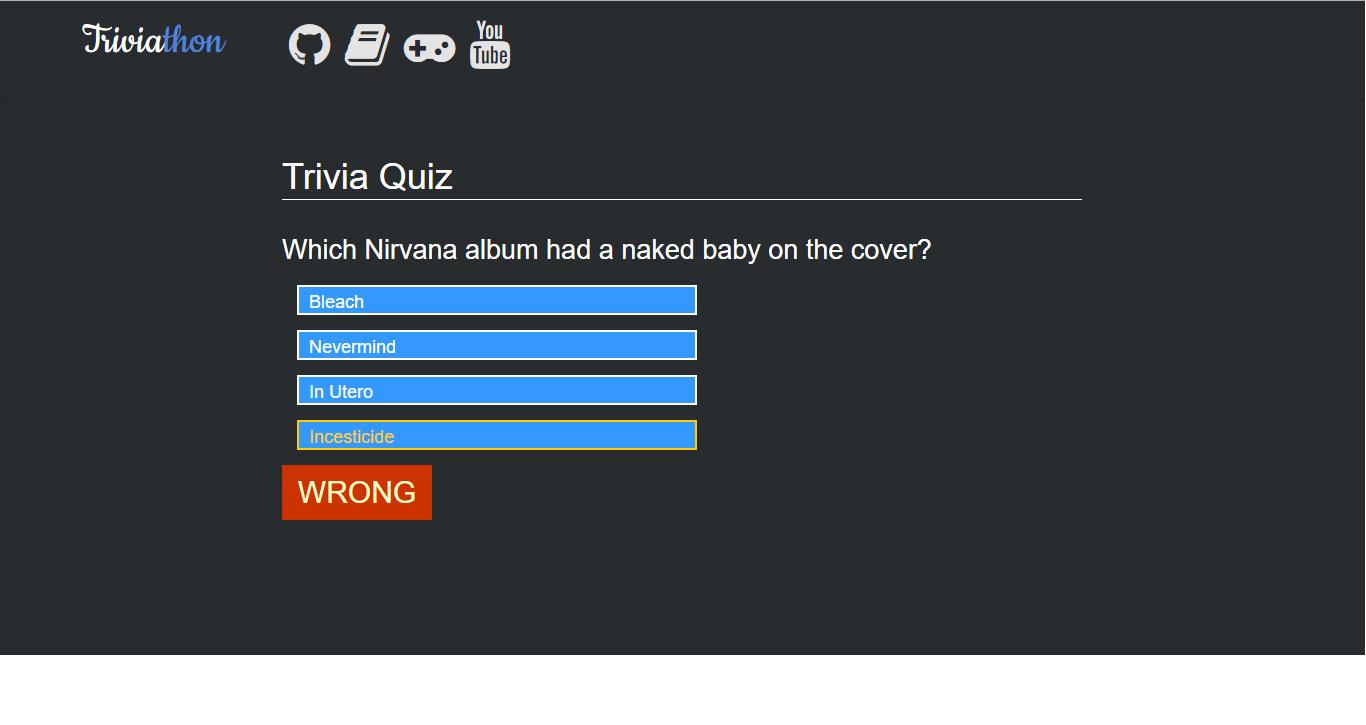 Triviathon
You
Tube
Trivia Quiz
Which Nirvana album had a naked baby on the cover?
Bleach
Nevermind
In Utero
Incesticide
WRONG